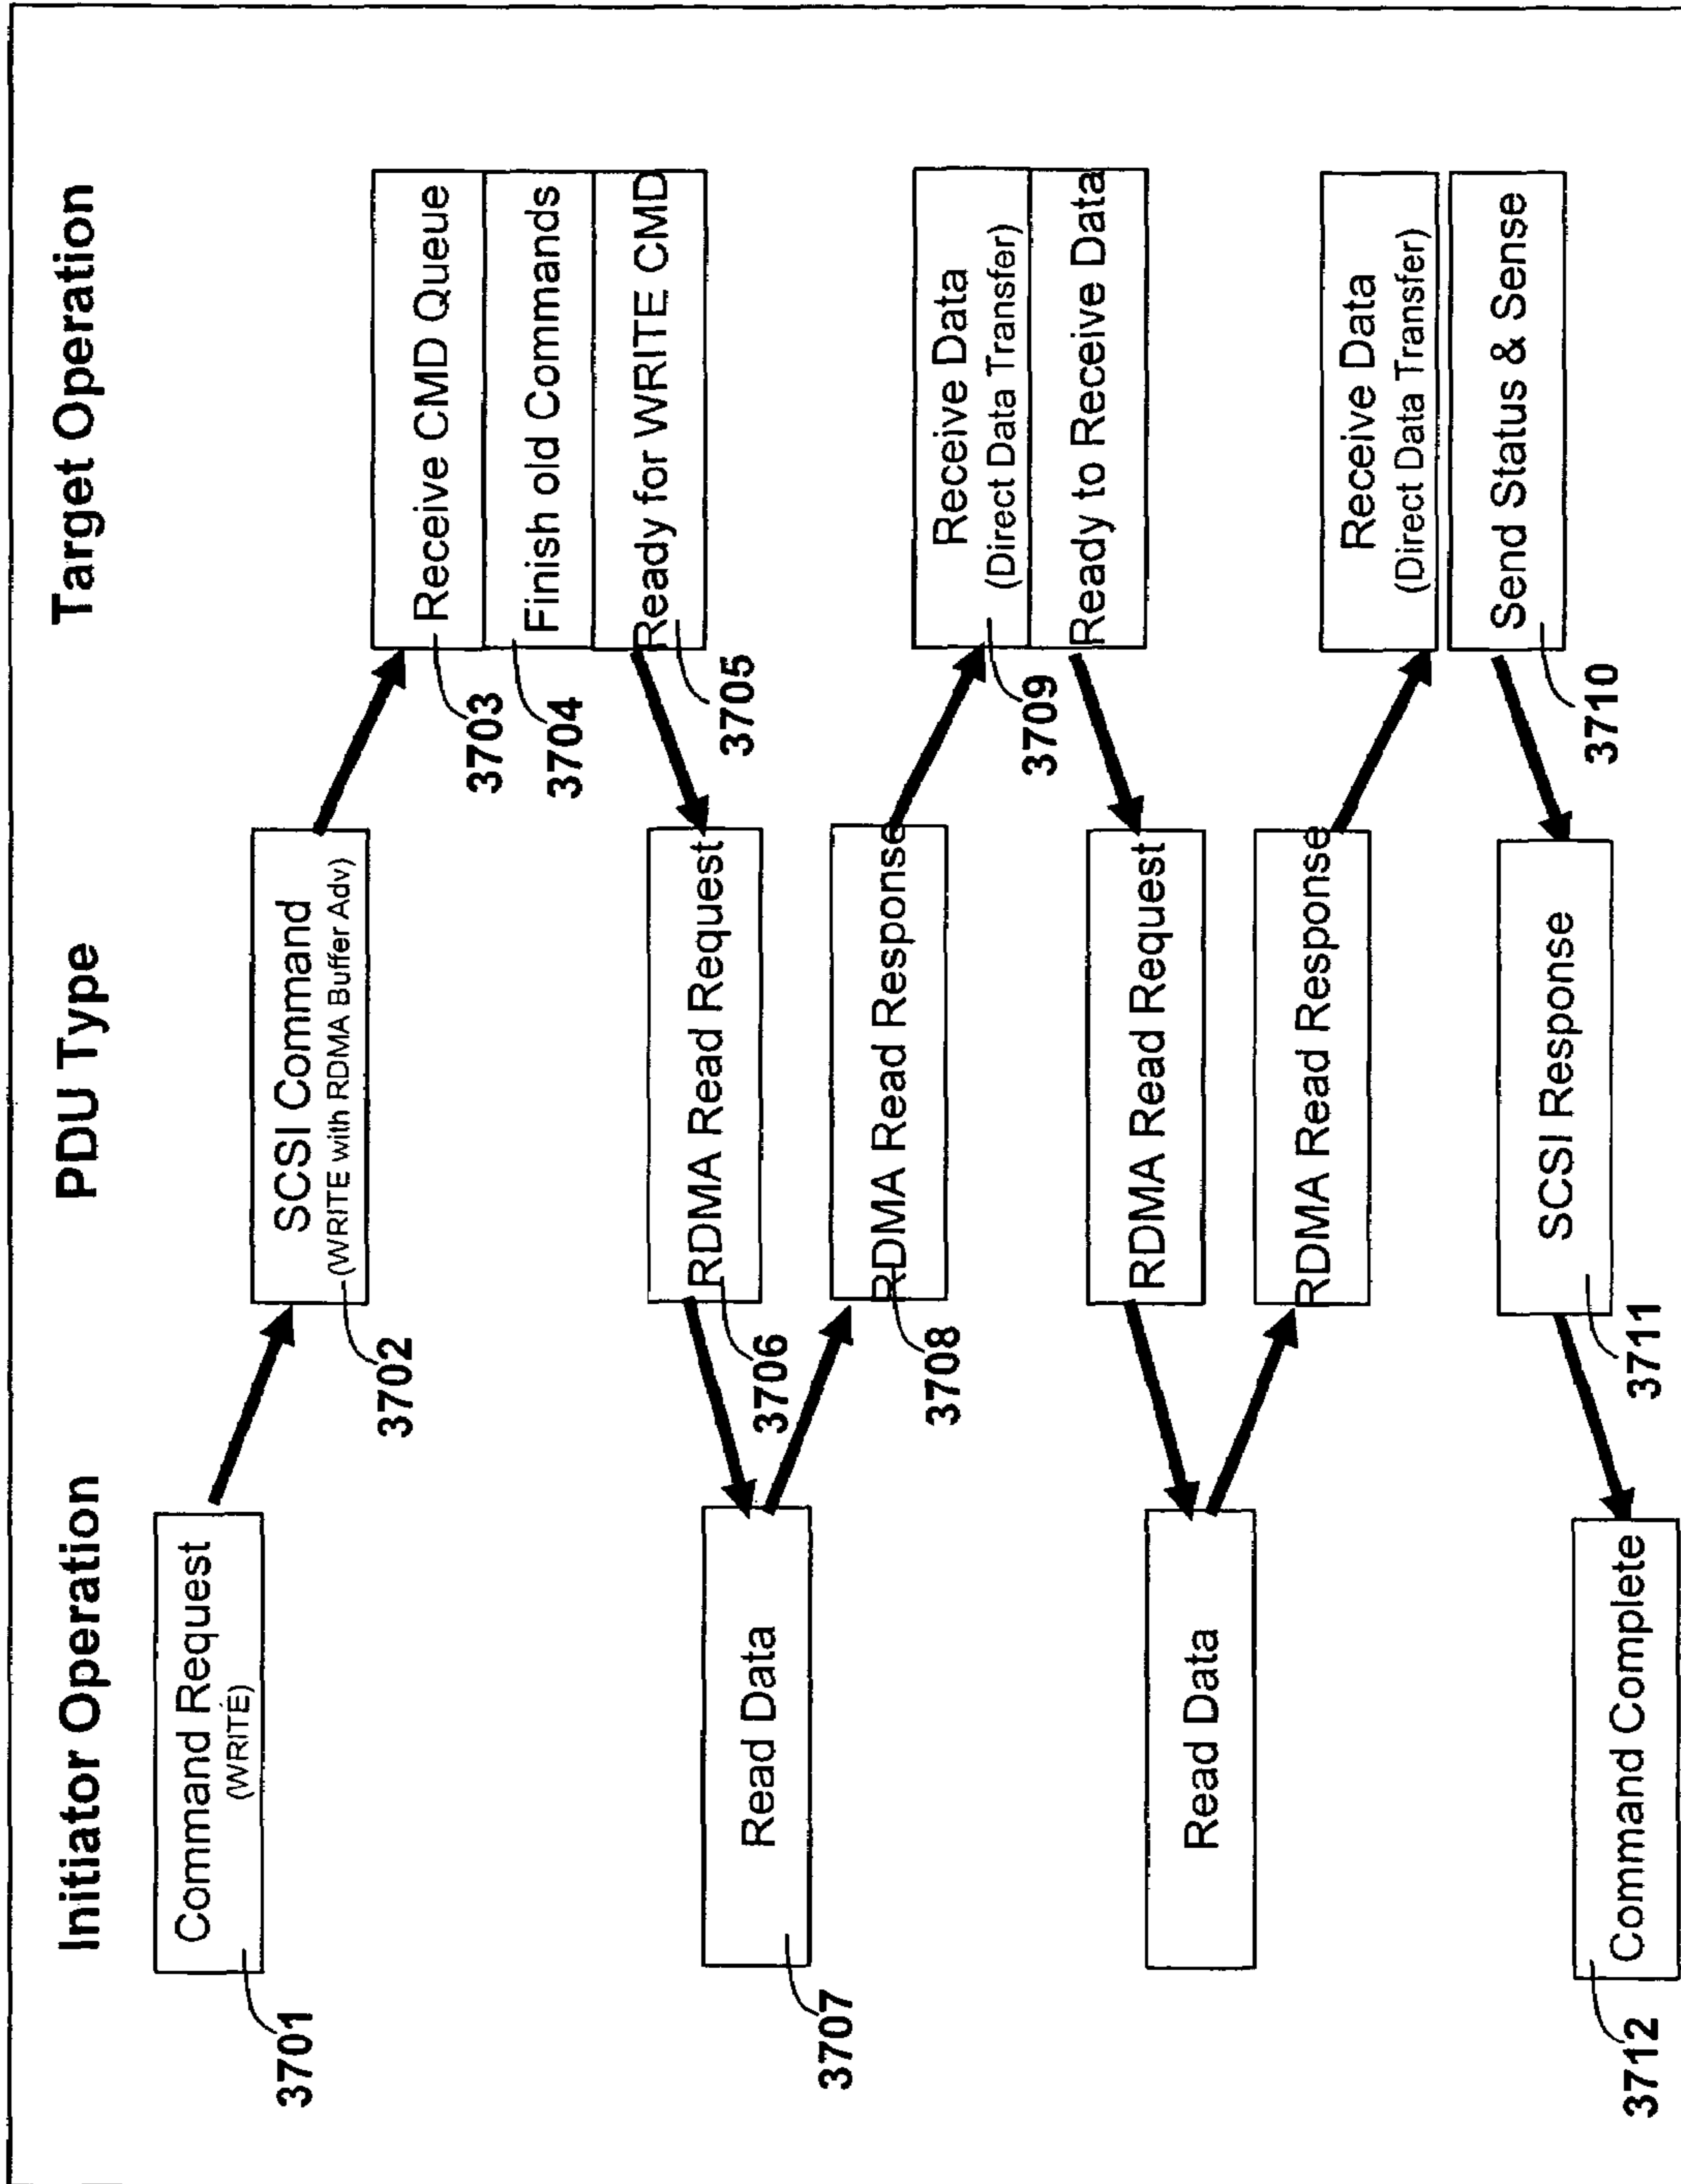 Initiator Operation
PDU Type
Target Operation
Command Request
(WRITE)
3701
SCSI Command
(WRITE with RDMA Buffer Adv)
3702
Receive CMD Queue
3703
Finish old Commands
3704
Ready for WRITE CMD
3705
RDMA Read Request
3706
Read Data
3707
RDMA Read Response
3708
Receive Data
(Direct Data Transfer)
3709
Ready to Receive Data
RDMA Read Request
Read Data
RDMA Read Response
Receive Data
(Direct Data Transfer)
Send Status & Sense
3710
SCSI Response
3711
Command Complete
3712